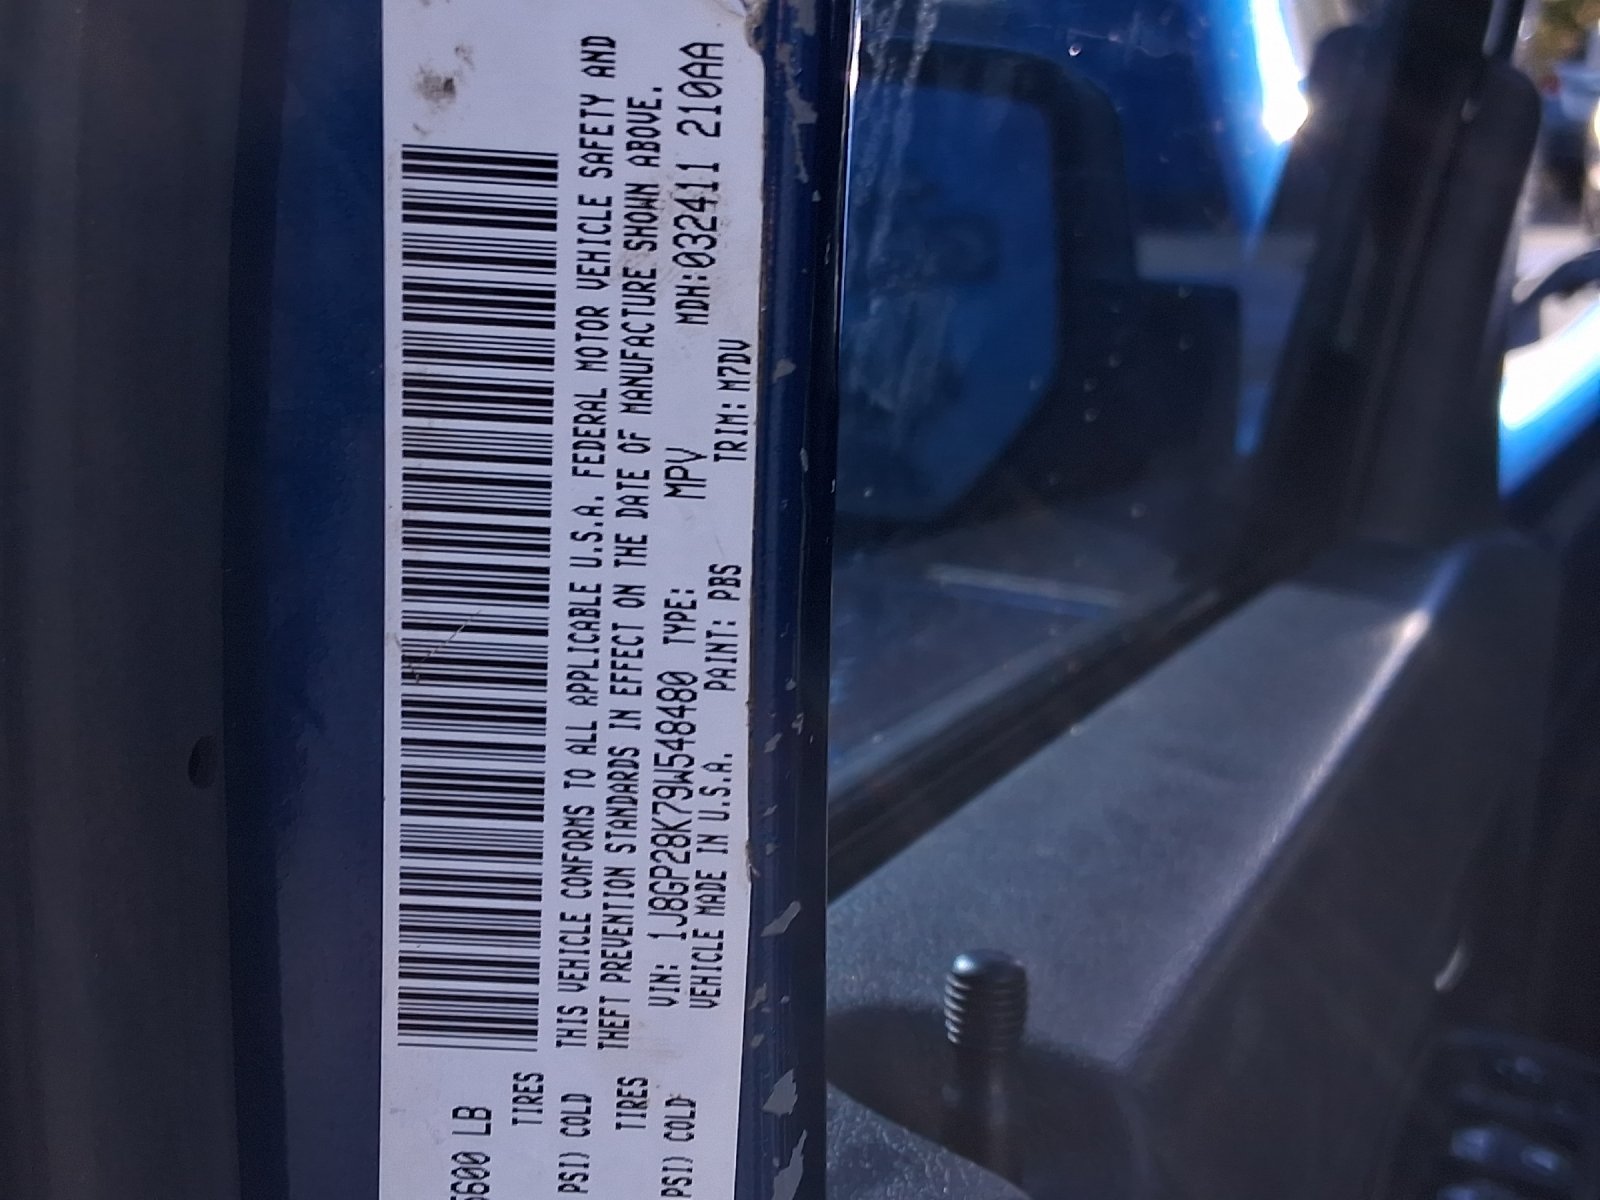 5600 LB
TIRES
PSI) COLD
THIS VEHICLE CONFORMS TO ALL APPLICABLE U.S.A. FEDERAL MOTOR VEHICLE SAFETY AND
THEFT PREVENTION STANDARDS IN EFFECT ON THE DATE OF MANUFACTURE SHOWN ABOVE.
TIRES
PSI) COLD
VIN: 1J8GP28K79W548480 TYPE: MPV MDH:032411 210AA
VEHICLE MADE IN U.S.A. PAINT: PBS TRIM: M7DV